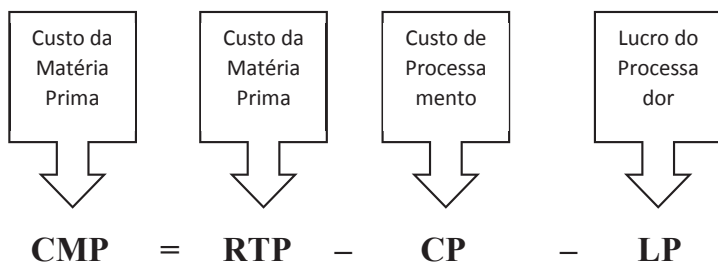 Custo da
Matéria
Prima
Custo da
Matéria
Prima
Custo de
Processa
mento
Lucro do
Processa
dor
CMP = RTP – CP – LP